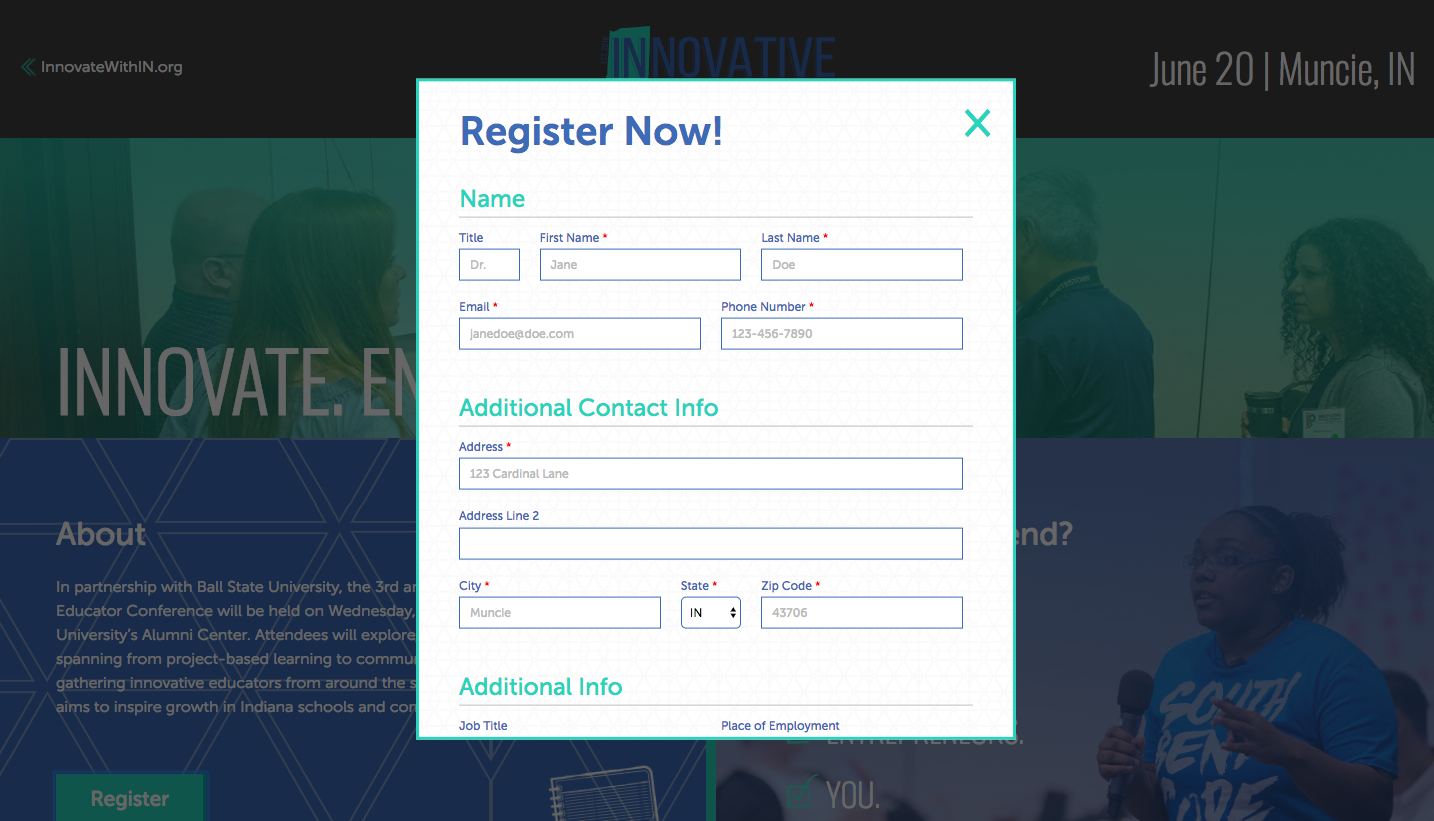 InnovateWithIN.org
INNOVATIVE
June 20 | Muncie, IN
Register Now!
Name
Title
First Name *
Last Name *
Dr.
Jane
Doe
Email *
Phone Number *
janedoe@doe.com
123-456-7890
INNOVATE. EN
Additional Contact Info
Address *
123 Cardinal Lane
Address Line 2
City *
State *
Zip Code *
Muncie
IN
43706
Additional Info
Job Title
Place of Employment
About
In partnership with Ball State University, the 3rd an
Educator Conference will be held on Wednesday,
University's Alumni Center. Attendees will explore
spanning from project-based learning to commu
gathering innovative educators from around the s
aims to inspire growth in Indiana schools and com
Register
end?
ENTREPRENEURS.
YOU.
SOUTH
BEND
CODE